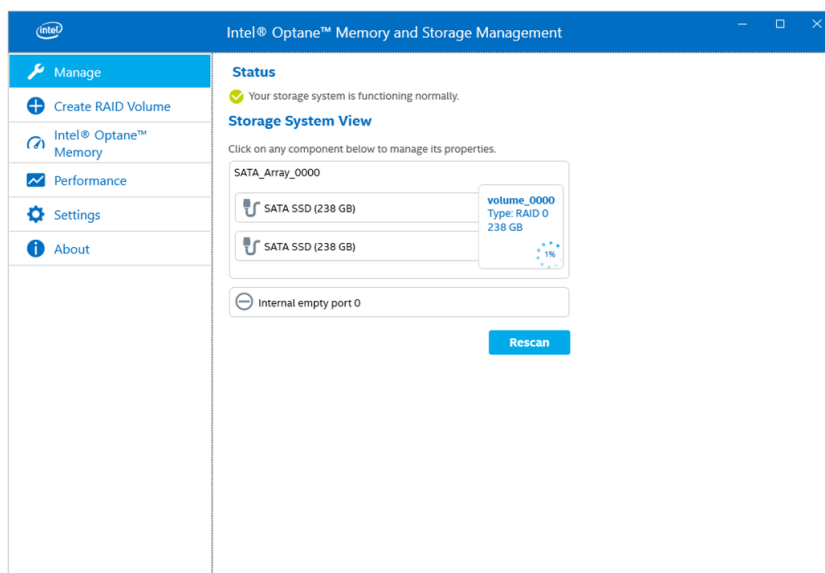 intel
Intel® Optane™ Memory and Storage Management
Manage
Create RAID Volume
Intel® Optane™
Memory
Performance
Settings
About
Status
Your storage system is functioning normally.
Storage System View
Click on any component below to manage its properties.
SATA_Array_0000
SATA SSD (238 GB)
SATA SSD (238 GB)
volume_0000
Type: RAID 0
238 GB
1%
Internal empty port 0
Rescan